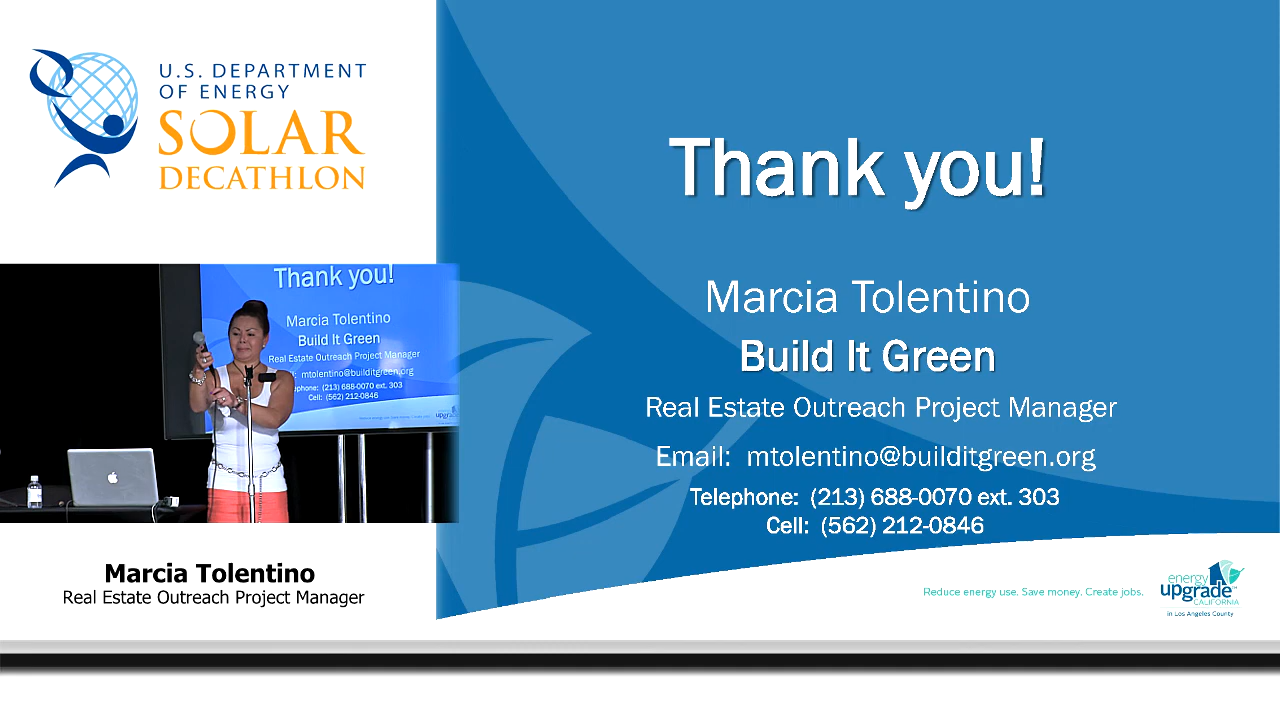 U.S. DEPARTMENT
OF ENERGY
SOLAR
DECATHLON
Thank you!
Marcia Tolentino
Build It Green
Real Estate Outreach Project Manager
Email: mtolentino@builditgreen.org
Telephone: (213) 688-0070 ext. 303
Cell: (562) 212-0846
Thank you!
Marcia Tolentino
Build It Green
Real Estate Outreach Project Manager
: mtolentino@builditgreen.org
phone: (213) 688-0070 ext. 303
Cell: (562) 212-0846
upgrade
Marcia Tolentino
Real Estate Outreach Project Manager
Reduce energy use. Save money. Create jobs.
energy
upgrade™
CALIFORNIA
in Los Angeles County